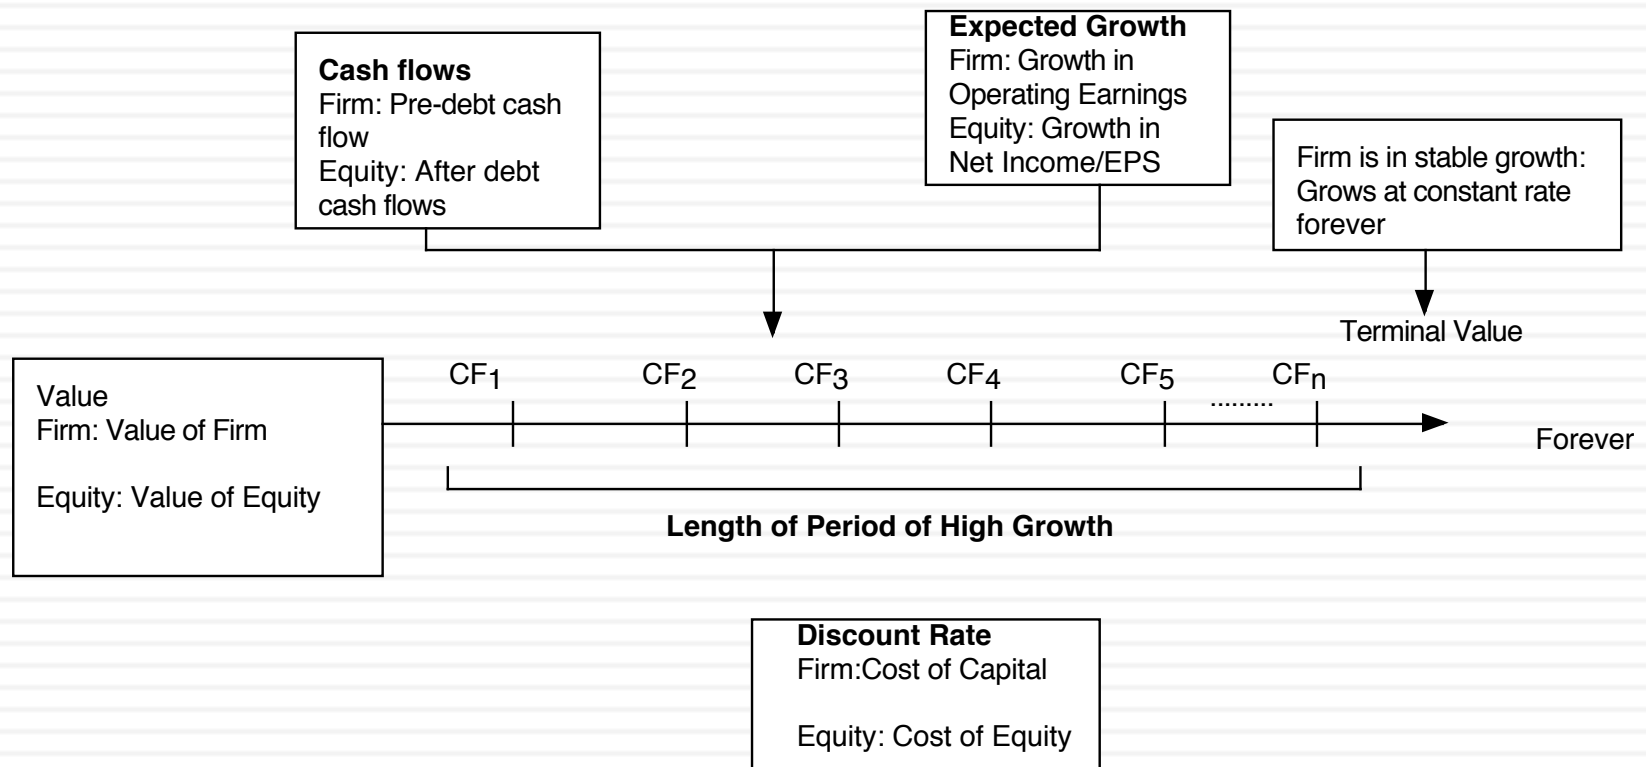 Cash flows
Firm: Pre-debt cash
flow
Equity: After debt
cash flows
Expected Growth
Firm: Growth in
Operating Earnings
Equity: Growth in
Net Income/EPS
Firm is in stable growth:
Grows at constant rate
forever
Terminal Value
CF1 CF2 CF3 CF4 CF5 ......... CFn
Forever
Value
Firm: Value of Firm
Equity: Value of Equity
Length of Period of High Growth
Discount Rate
Firm:Cost of Capital
Equity: Cost of Equity